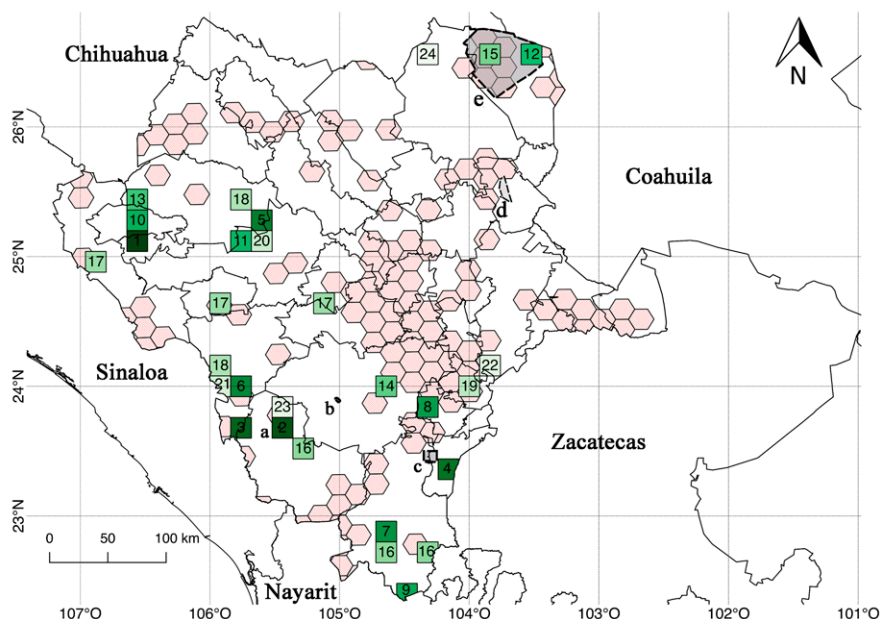 Chihuahua
24
15
12
N
e
26°N
Coahuila
13
18
d
10
5
1
11
20
25°N
17
17
17
Sinaloa
18
22
24°N
21
6
14
19
23
b
8
3
a
2
16
Zacatecas
c
4
23°N
7
0 50 100 km
16
16
Nayarit
9
107°O 106°O 105°O 104°O 103°O 102°O 101°O